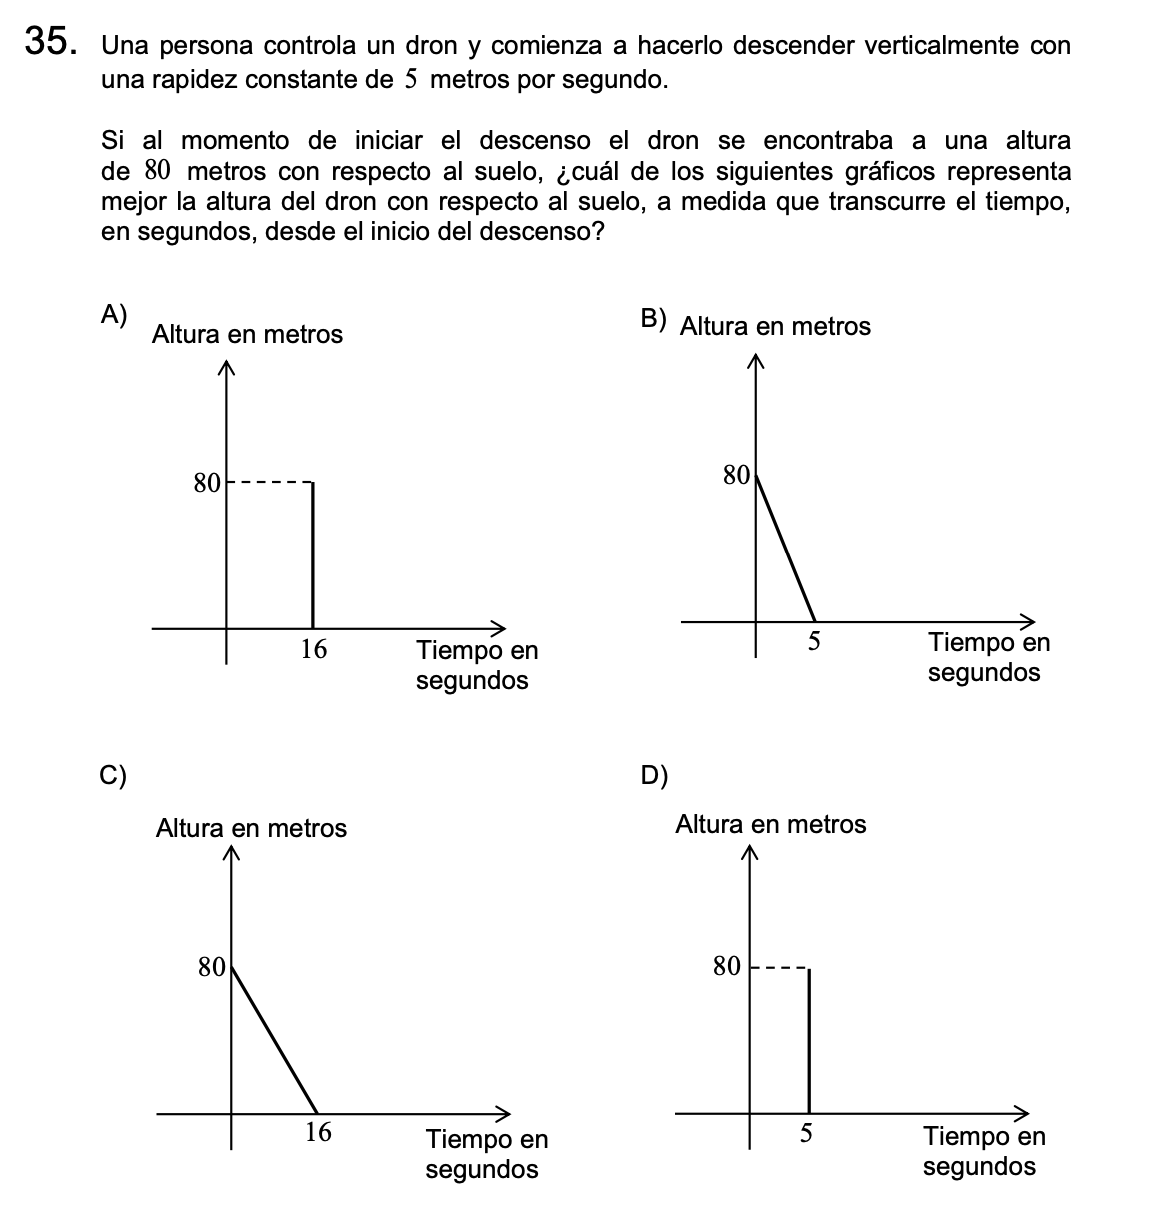 35. Una persona controla un dron y comienza a hacerlo descender verticalmente con
una rapidez constante de 5 metros por segundo.
Si al momento de iniciar el descenso el dron se encontraba a una altura
de 80 metros con respecto al suelo, ¿cuál de los siguientes gráficos representa
mejor la altura del dron con respecto al suelo, a medida que transcurre el tiempo,
en segundos, desde el inicio del descenso?
A)
Altura en metros
80
16
Tiempo en
segundos
B)
Altura en metros
80
5
Tiempo en
segundos
C)
Altura en metros
80
16
Tiempo en
segundos
D)
Altura en metros
80
5
Tiempo en
segundos